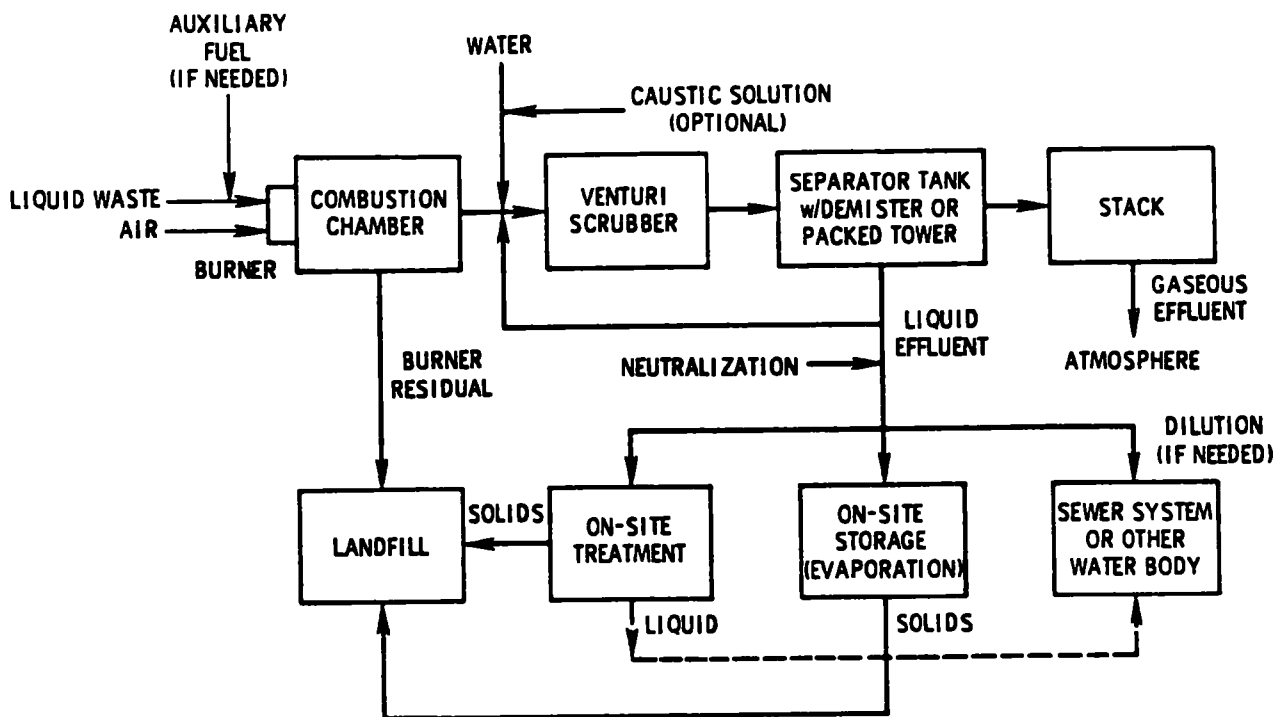 AUXILIARY
FUEL
(IF NEEDED)
WATER
CAUSTIC SOLUTION
(OPTIONAL)
LIQUID WASTE
AIR
BURNER
COMBUSTION
CHAMBER
VENTURI
SCRUBBER
SEPARATOR TANK
w/DEMISTER OR
PACKED TOWER
STACK
GASEOUS
EFFLUENT
ATMOSPHERE
LIQUID
EFFLUENT
NEUTRALIZATION
BURNER
RESIDUAL
DILUTION
(IF NEEDED)
LANDFILL
SOLIDS
ON-SITE
TREATMENT
ON-SITE
STORAGE
(EVAPORATION)
SEWER SYSTEM
OR OTHER
WATER BODY
LIQUID
SOLIDS